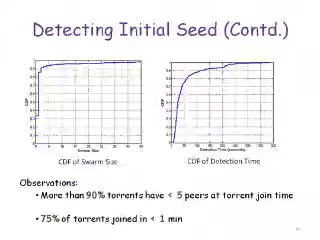 Detecting Initial Seed (Contd.)
CDF of Swarm Size
CDF of Detection Time
Observations:
• More than 90% torrents have < 5 peers at torrent join time
• 75% of torrents joined in < 1 min